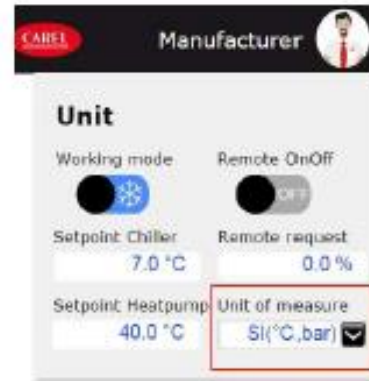 CAREL
Manufacturer
Unit
Working mode Remote OnOff
OFF
Setpoint Chiller Remote request
7.0 °C 0.0 %
Setpoint Heatpump Unit of measure
40.0 °C SI(°C,bar)